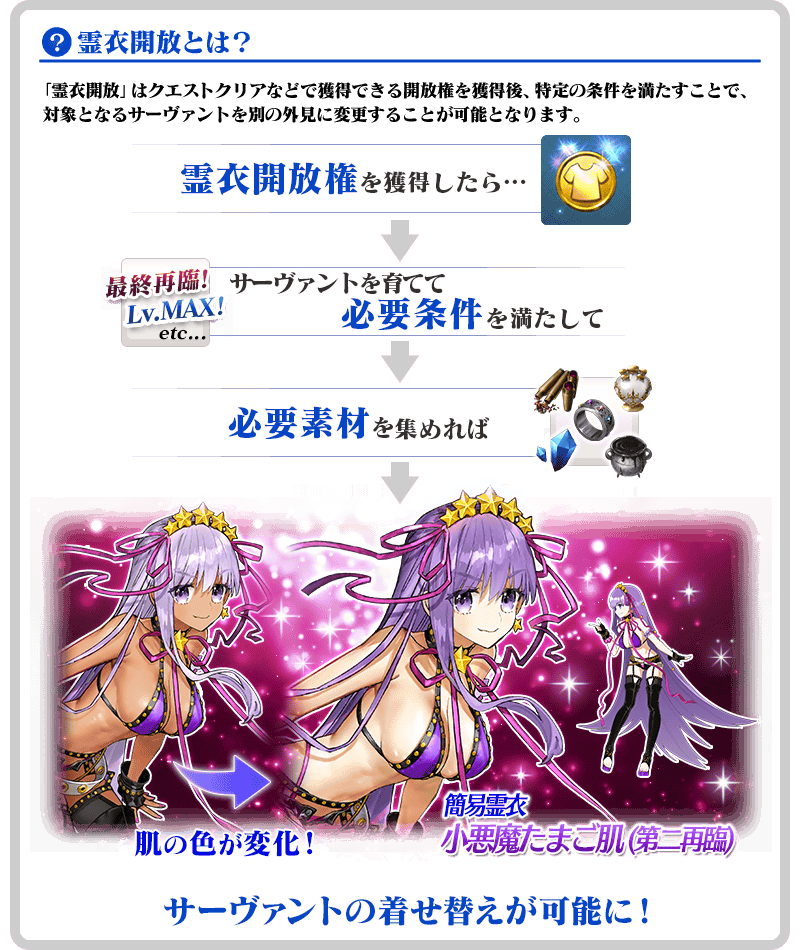 ?霊衣開放とは?
「霊衣開放」はクエストクリアなどで獲得できる開放権を獲得後、特定の条件を満たすことで、
対象となるサーヴァントを別の外見に変更することが可能となります。
霊衣開放権を獲得したら…
最終再臨!
Lv.MAX!
etc...
サーヴァントを育てて
必要条件を満たして
必要素材を集めれば
肌の色が変化!
簡易霊衣
小悪魔たまご肌(第二再臨)
サーヴァントの着せ替えが可能に!